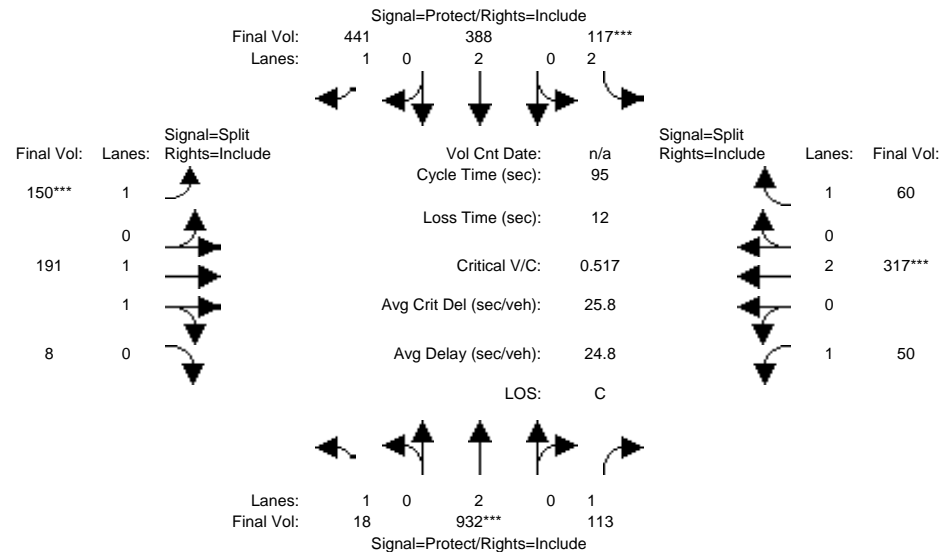 Signal=Protect/Rights=Include
Final Vol: 441 388 117***
Lanes: 1 0 2 0 2
Signal=Split
Final Vol: Lanes: Rights=Include
Vol Cnt Date: n/a
Signal=Split
Rights=Include Lanes: Final Vol:
Cycle Time (sec): 95
150*** 1
1 60
Loss Time (sec): 12
0
0
191 1
Critical V/C: 0.517
2 317***
1
Avg Crit Del (sec/veh): 25.8
0
8 0
Avg Delay (sec/veh): 24.8
1 50
LOS: C
Lanes: 1 0 2 0 1
Final Vol: 18 932*** 113
Signal=Protect/Rights=Include